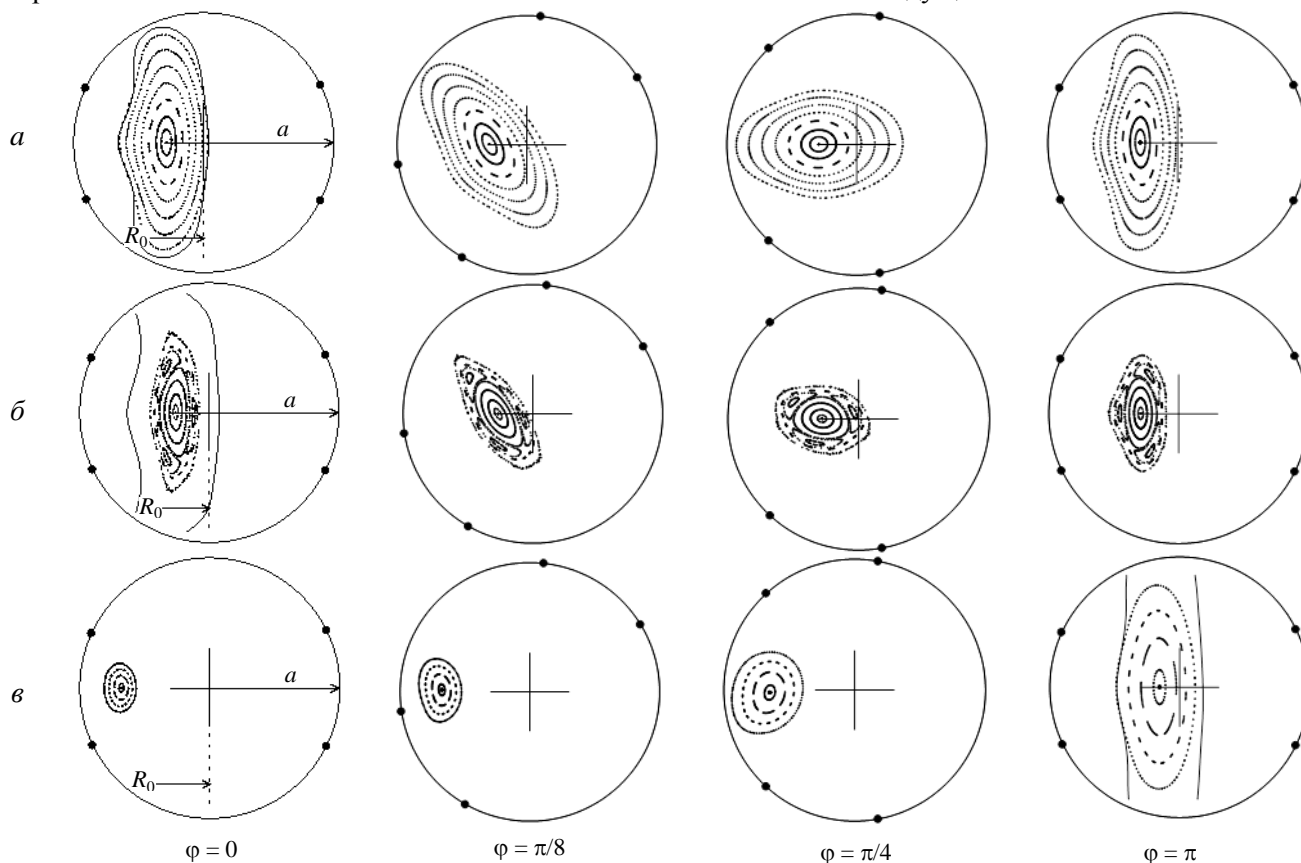 а
a
R₀
б
a
R₀
в
a
R₀
φ = 0
φ = π/8
φ = π/4
φ = π